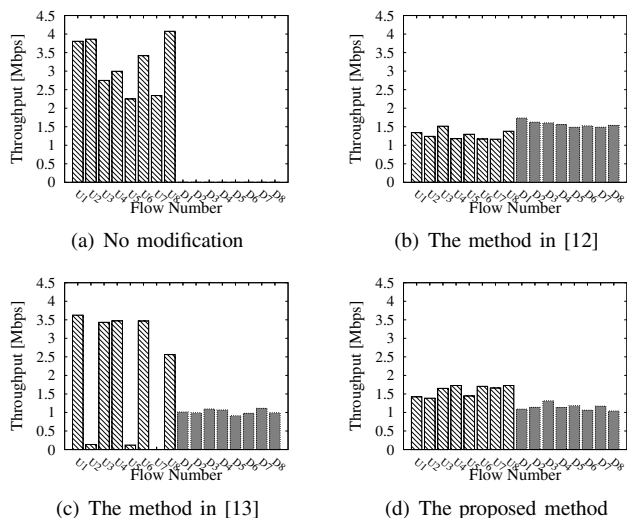 4.5
4
3.5
3
2.5
2
1.5
1
0.5
0
Throughput [Mbps]
U1 U2 U3 U4 U5 U6 U7 U8 D1 D2 D3 D4 D5 D6 D7 D8
Flow Number
(a) No modification
4.5
4
3.5
3
2.5
2
1.5
1
0.5
0
Throughput [Mbps]
U1 U2 U3 U4 U5 U6 U7 U8 D1 D2 D3 D4 D5 D6 D7 D8
Flow Number
(b) The method in [12]
4.5
4
3.5
3
2.5
2
1.5
1
0.5
0
Throughput [Mbps]
U1 U2 U3 U4 U5 U6 U7 U8 D1 D2 D3 D4 D5 D6 D7 D8
Flow Number
(c) The method in [13]
4.5
4
3.5
3
2.5
2
1.5
1
0.5
0
Throughput [Mbps]
U1 U2 U3 U4 U5 U6 U7 U8 D1 D2 D3 D4 D5 D6 D7 D8
Flow Number
(d) The proposed method